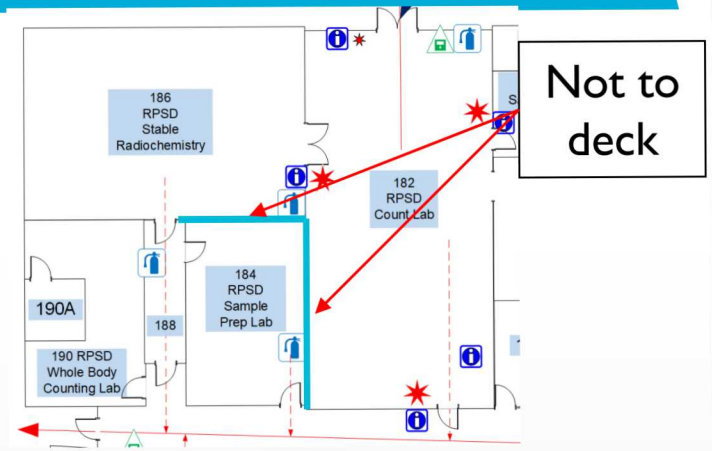 186
RPSD
Stable
Radiochemistry
Not to
deck
182
RPSD
Count Lab
184
RPSD
Sample
Prep Lab
190A
188
190 RPSD
Whole Body
Counting Lab